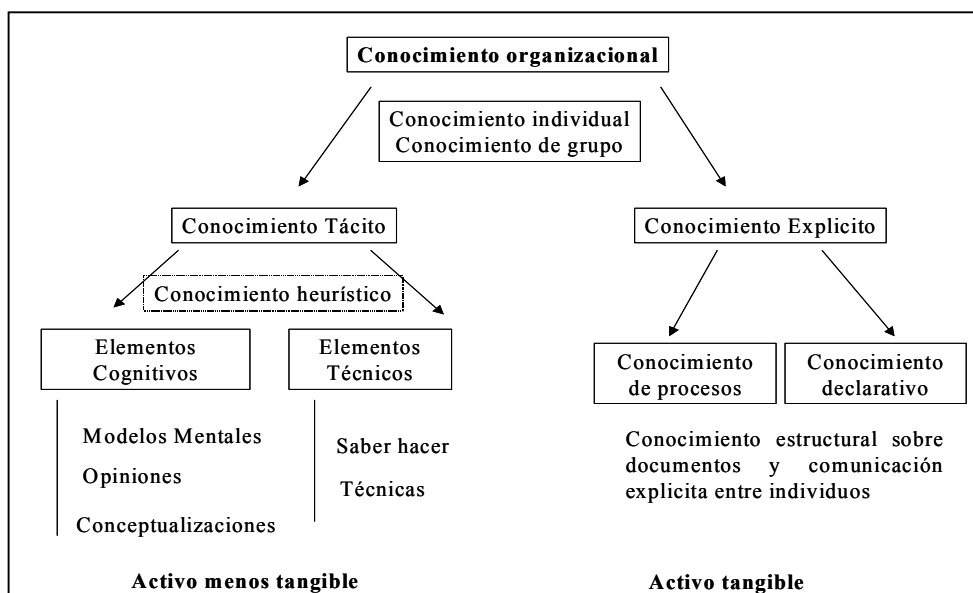 Conocimiento organizacional
Conocimiento individual
Conocimiento de grupo
Conocimiento Tácito
Conocimiento Explicito
Conocimiento heurístico
Elementos
Cognitivos
Elementos
Técnicos
Conocimiento
de procesos
Conocimiento
declarativo
Modelos Mentales
Opiniones
Conceptualizaciones
Saber hacer
Técnicas
Conocimiento estructural sobre
documentos y comunicación
explicita entre individuos
Activo menos tangible
Activo tangible